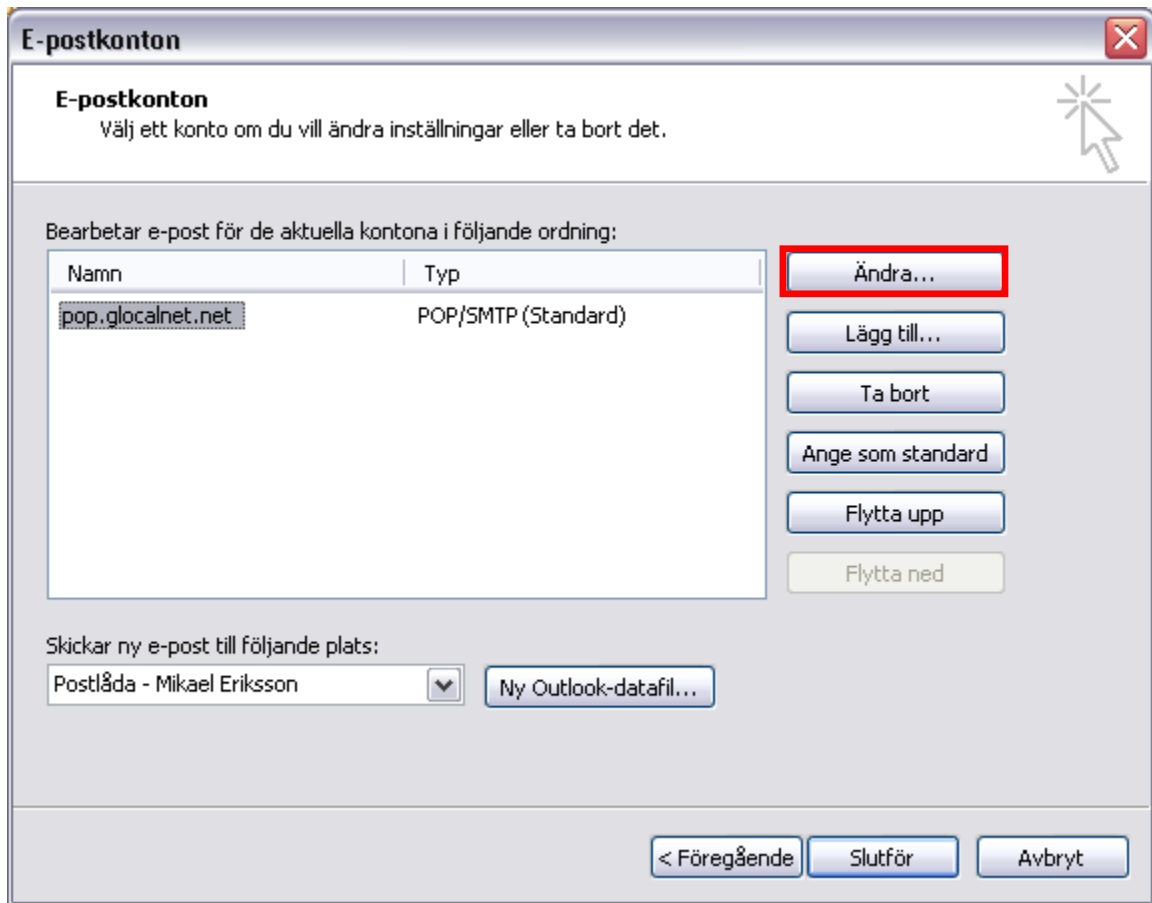 E-postkonton
E-postkonton
Välj ett konto om du vill ändra inställningar eller ta bort det.
Bearbetar e-post för de aktuella kontona i följande ordning:
Namn Typ
pop.glocalnet.net POP/SMTP (Standard)
Ändra...
Lägg till...
Ta bort
Ange som standard
Flytta upp
Flytta ned
Skickar ny e-post till följande plats:
Postlåda - Mikael Eriksson
Ny Outlook-datafil...
< Föregående Slutför Avbryt